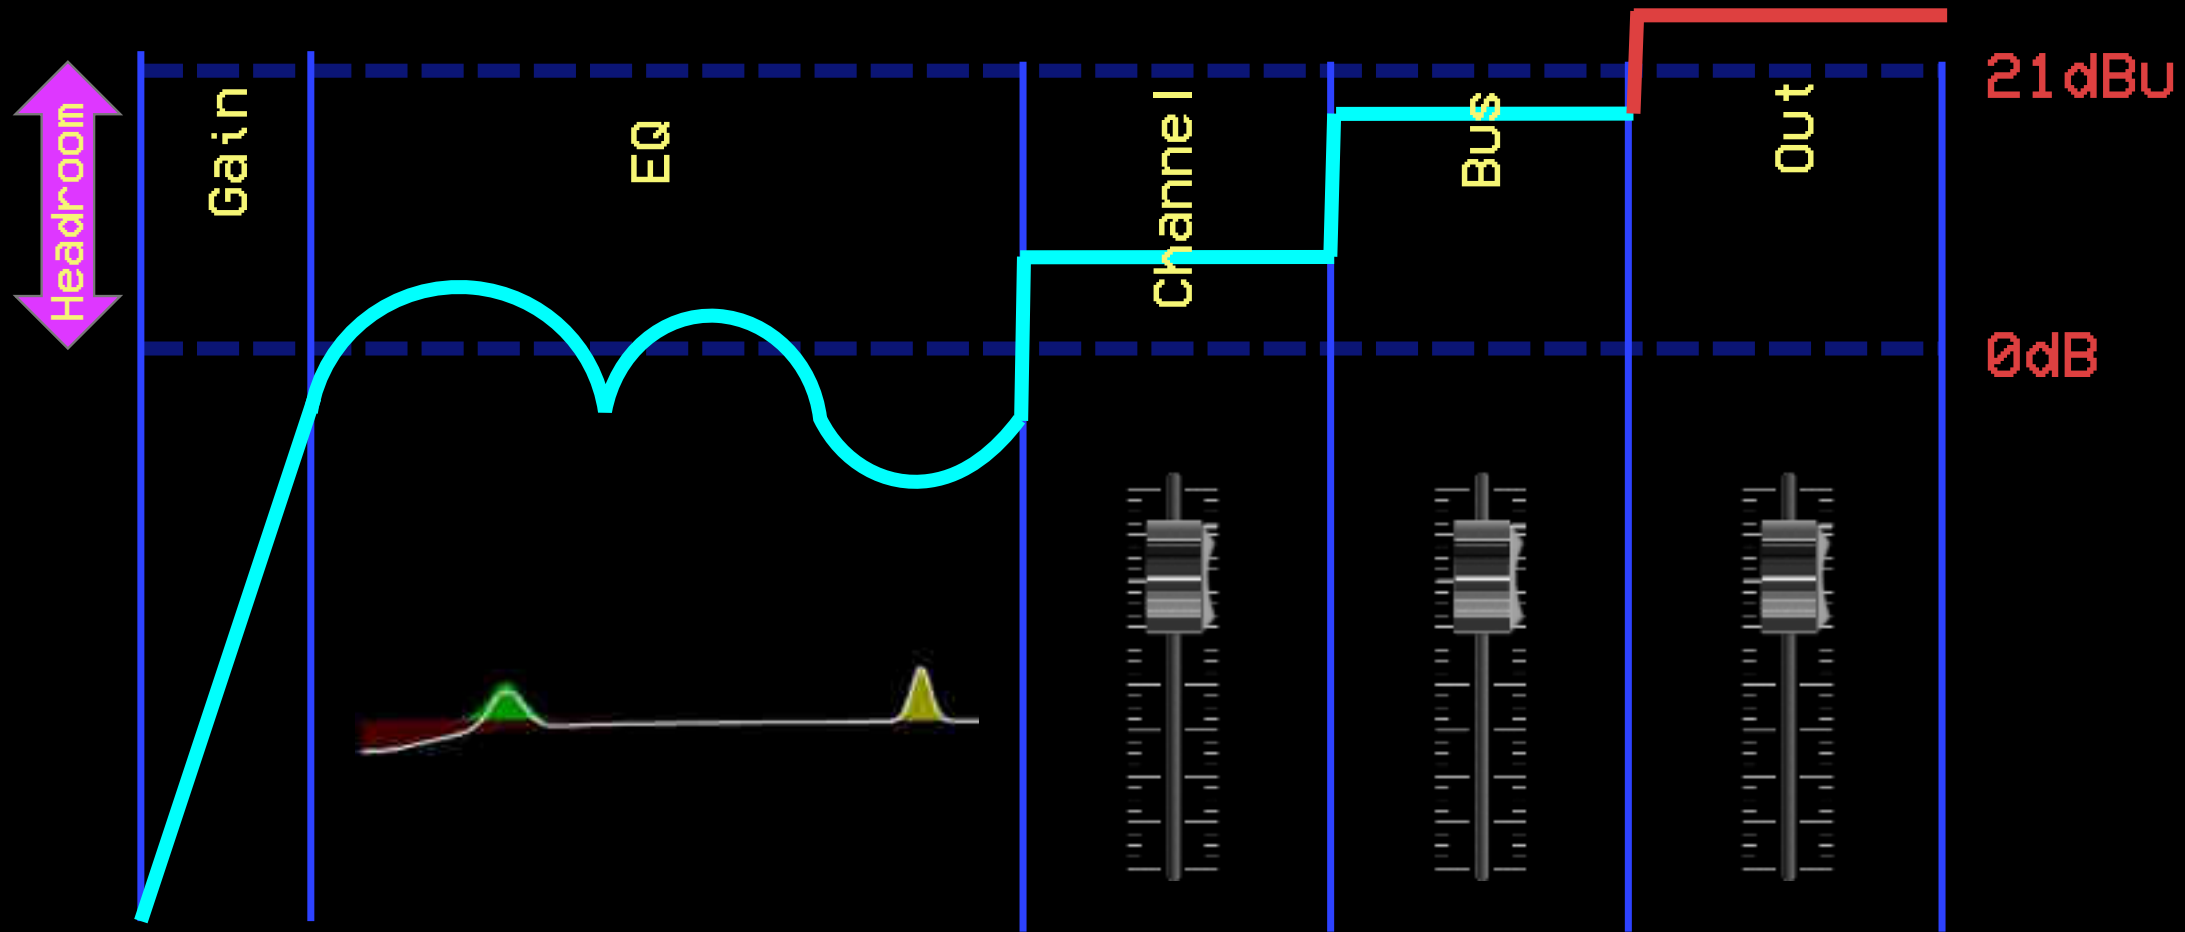 Headroom
Gain
EQ
Channel
Bus
Out
21dBu
0dB